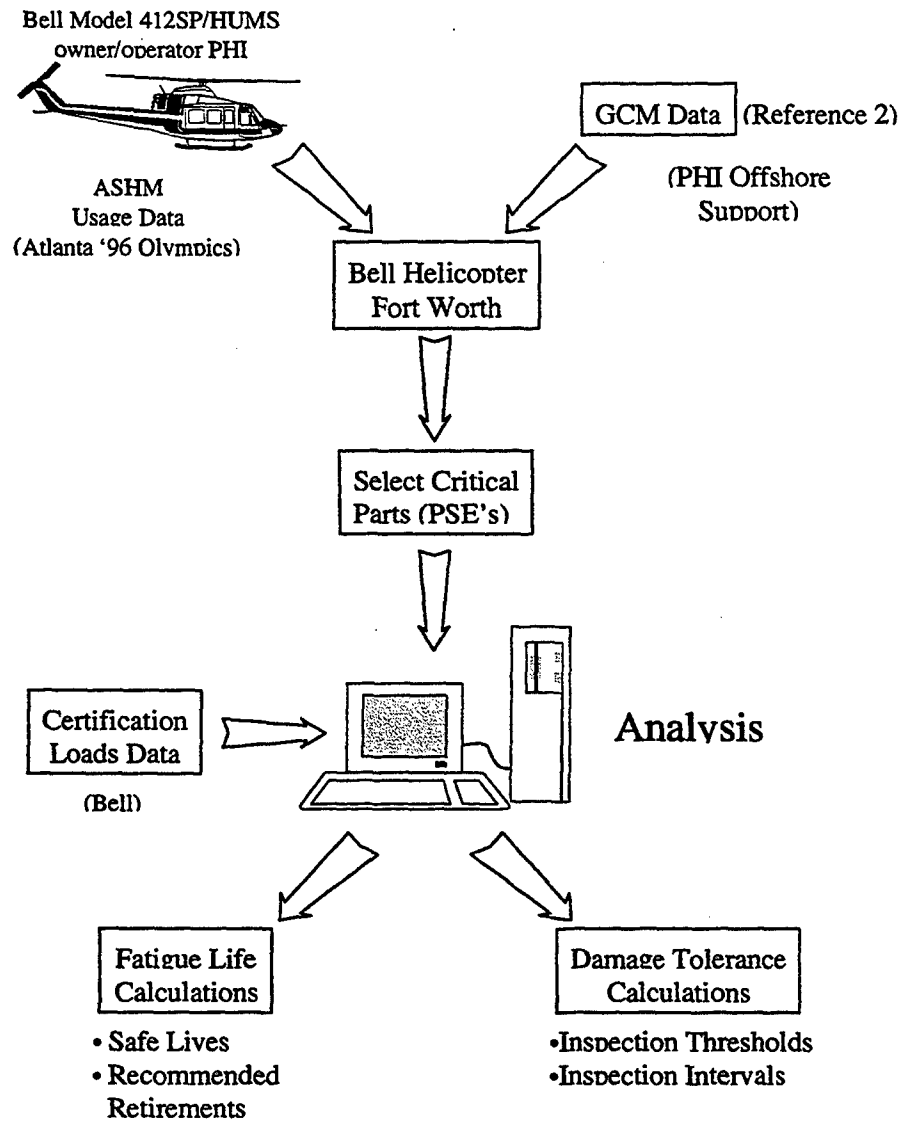 Bell Model 412SP/HUMS
owner/operator PHI
GCM Data (Reference 2)
(PHI Offshore
Support)
ASHM
Usage Data
(Atlanta '96 Olympics)
Bell Helicopter
Fort Worth
Select Critical
Parts (PSE's)
Certification
Loads Data
(Bell)
Analysis
Fatigue Life
Calculations
• Safe Lives
• Recommended
Retirements
Damage Tolerance
Calculations
•Inspection Thresholds
•Inspection Intervals